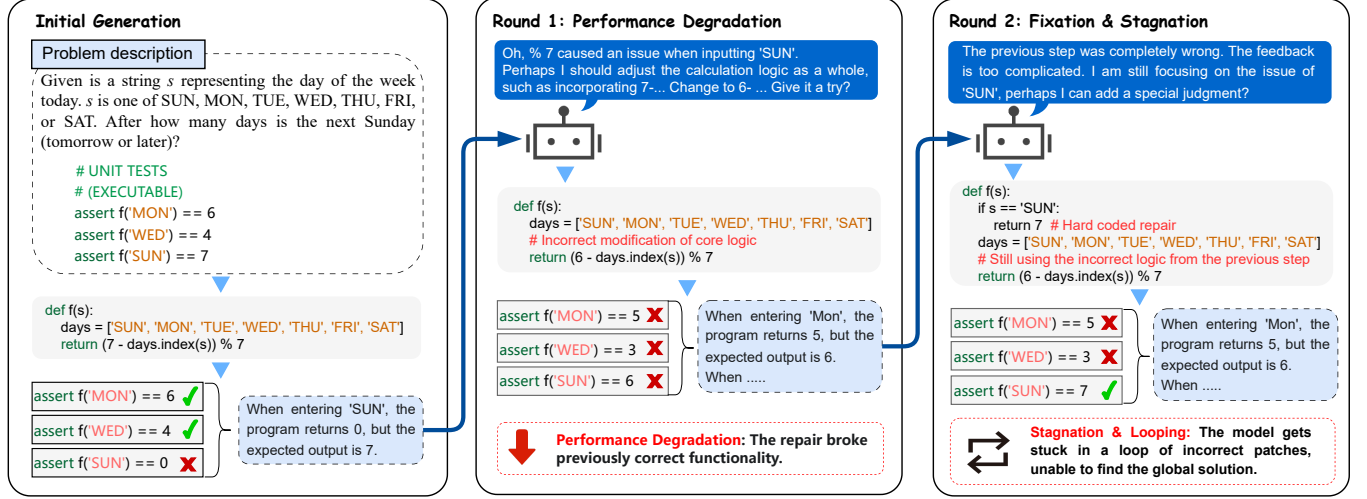 Initial Generation
Problem description
Given is a string s representing the day of the week
today. s is one of SUN, MON, TUE, WED, THU, FRI,
or SAT. After how many days is the next Sunday
(tomorrow or later)?
# UNIT TESTS
# (EXECUTABLE)
assert f('MON') == 6
assert f('WED') == 4
assert f('SUN') == 7
def f(s):
days = ['SUN', 'MON', 'TUE', 'WED', 'THU', 'FRI', 'SAT']
return (7 - days.index(s)) % 7
assert f('MON') == 6
assert f('WED') == 4
assert f('SUN') == 0
When entering 'SUN', the
program returns 0, but the
expected output is 7.
Round 1: Performance Degradation
Oh, % 7 caused an issue when inputting 'SUN'.
Perhaps I should adjust the calculation logic as a whole,
such as incorporating 7-... Change to 6- ... Give it a try?
def f(s):
days = ['SUN', 'MON', 'TUE', 'WED', 'THU', 'FRI', 'SAT']
# Incorrect modification of core logic
return (6 - days.index(s)) % 7
assert f('MON') == 5
assert f('WED') == 3
assert f('SUN') == 6
When entering 'Mon', the
program returns 5, but the
expected output is 6.
When .....
Performance Degradation: The repair broke
previously correct functionality.
Round 2: Fixation & Stagnation
The previous step was completely wrong. The feedback
is too complicated. I am still focusing on the issue of
'SUN', perhaps I can add a special judgment?
def f(s):
if s == 'SUN':
return 7 # Hard coded repair
days = ['SUN', 'MON', 'TUE', 'WED', 'THU', 'FRI', 'SAT']
# Still using the incorrect logic from the previous step
return (6 - days.index(s)) % 7
assert f('MON') == 5
assert f('WED') == 3
assert f('SUN') == 7
When entering 'Mon', the
program returns 5, but the
expected output is 6.
When .....
Stagnation & Looping: The model gets
stuck in a loop of incorrect patches,
unable to find the global solution.